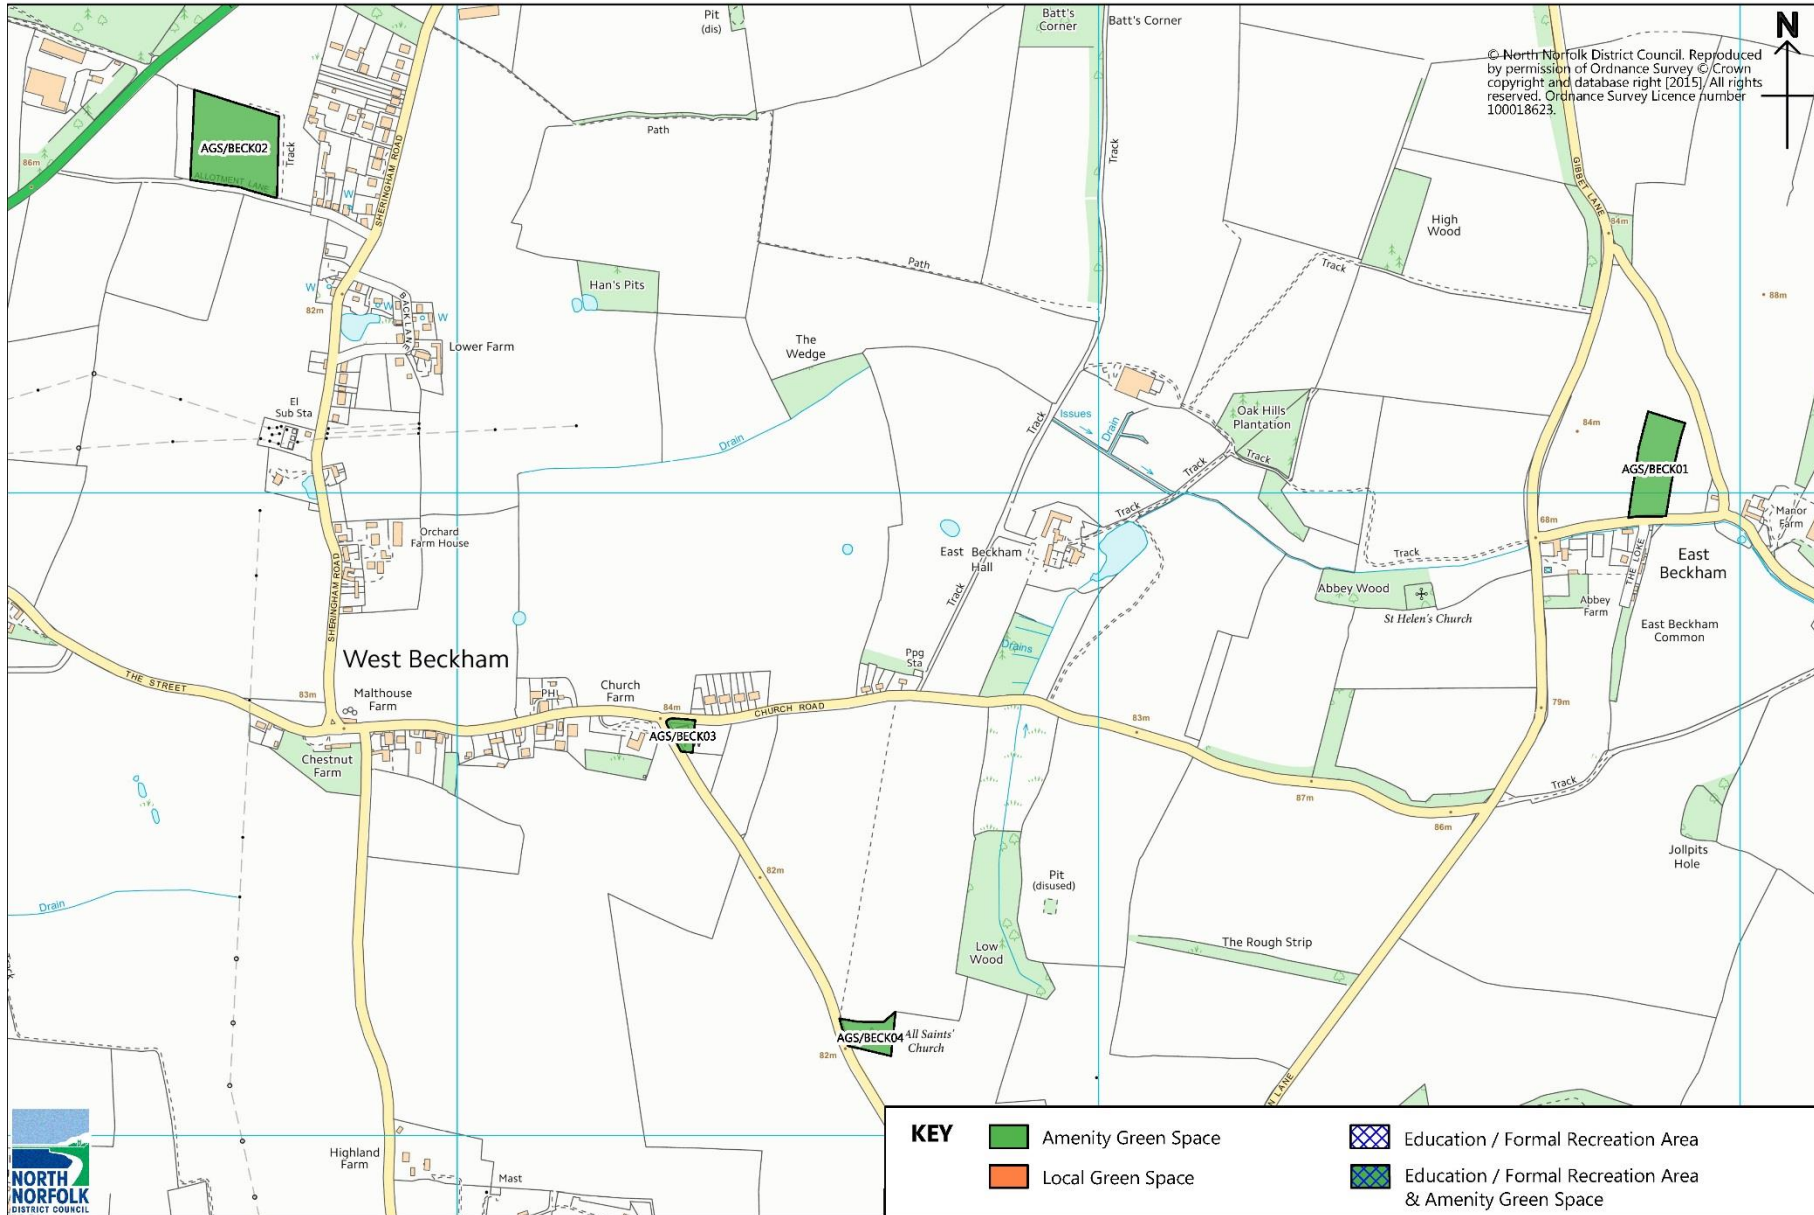 Pit
(dis)
Batt's
Corner
Batt's Corner
N
© North Norfolk District Council. Reproduced
by permission of Ordnance Survey © Crown
copyright and database right [2015]. All rights
reserved. Ordnance Survey Licence number
100018623.
AGS/BECK02
Track
86m
ALLOTMENT LANE
W
SHERINGHAM ROAD
Path
Track
GIBBET LANE
84m
High
Wood
Path
Track
88m
Han's Pits
W
W
W
82m
BACK LANE
Lower Farm
The
Wedge
El
Sub Sta
Drain
Track
Issues
Drain
Oak Hills
Plantation
Track
Track
84m
AGS/BECK01
Orchard
Farm House
East Beckham
Hall
Track
68m
Manor
Farm
Track
THE LOKE
East
Beckham
SHERINGHAM ROAD
Track
Abbey Wood
St Helen's Church
Abbey
Farm
East Beckham
Common
West Beckham
Ppg
Sta
Drains
THE STREET
83m
Malthouse
Farm
PH
Church
Farm
84m
CHURCH ROAD
AGS/BECK03
83m
79m
Chestnut
Farm
87m
Track
86m
82m
Jollpits
Hole
Pit
(disused)
Drain
Low
Wood
The Rough Strip
AGS/BECK04
All Saints'
Church
82m
N LANE
Highland
Farm
Mast
NORTH
NORFOLK
DISTRICT COUNCIL
KEY
Amenity Green Space
Local Green Space
Education / Formal Recreation Area
Education / Formal Recreation Area
& Amenity Green Space